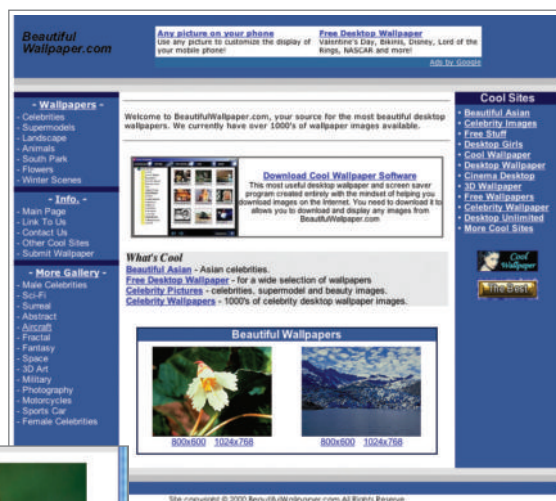 Beautiful
Wallpaper.com
Any picture on your phone
Use any picture to customize the display of
your mobile phone!
Free Desktop Wallpaper
Valentine's Day, Bikinis, Disney, Lord of the
Rings, NASCAR and more!
Ads by Google
- Wallpapers -
- Celebrities
- Supermodels
- Landscape
- Animals
- South Park
- Flowers
- Winter Scenes
- Info. -
- Main Page
- Link To Us
- Contact Us
- Other Cool Sites
- Submit Wallpaper
- More Gallery -
- Male Celebrities
- Sci-Fi
- Surreal
- Abstract
- Aircraft
- Fractal
- Fantasy
- Space
- 3D Art
- Military
- Photography
- Motorcycles
- Sports Car
- Female Celebrities
Welcome to BeautifulWallpaper.com, your source for the most beautiful desktop
wallpapers. We currently have over 1000's of wallpaper images available.
Download Cool Wallpaper Software
This most useful desktop wallpaper and screen saver
program created entirely with the mindset of helping you
download images on the Internet. You need to download it to
allows you to download and display any images from
BeautifulWallpaper.com
What's Cool
Beautiful Asian - Asian celebrities.
Free Desktop Wallpaper - for a wide selection of wallpapers
Celebrity Pictures - celebrities, supermodel and beauty images.
Celebrity Wallpapers - 1000's of celebrity desktop wallpaper images.
Beautiful Wallpapers
800x600 1024x768
800x600 1024x768
Cool Sites
• Beautiful Asian
• Celebrity Images
• Free Stuff
• Desktop Girls
• Cool Wallpaper
• Desktop Wallpaper
• Cinema Desktop
• 3D Wallpaper
• Free Wallpapers
• Celebrity Wallpaper
• Desktop Unlimited
• More Cool Sites
Cool
Wallpaper
The Best
Site copyright © 2000 BeautifulWallpaper.com All Rights Reserve